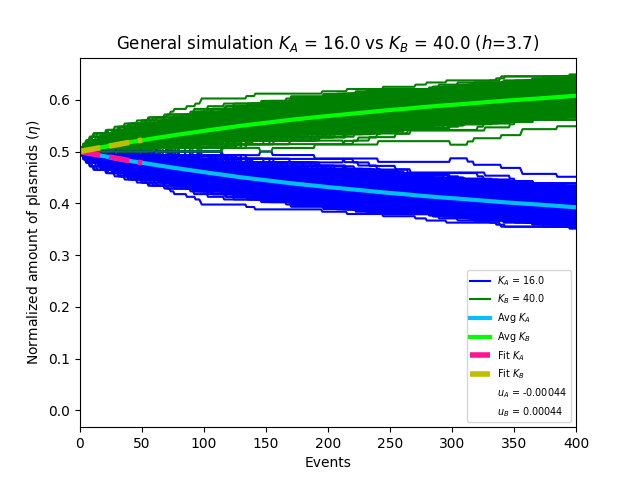 General simulation K_A = 16.0 vs K_B = 40.0 (h=3.7)
Normalized amount of plasmids (η)
0.6
0.5
0.4
0.3
0.2
0.1
0.0
K_A = 16.0
K_B = 40.0
Avg K_A
Avg K_B
Fit K_A
Fit K_B
u_A = -0.00044
u_B = 0.00044
0 50 100 150 200 250 300 350 400
Events